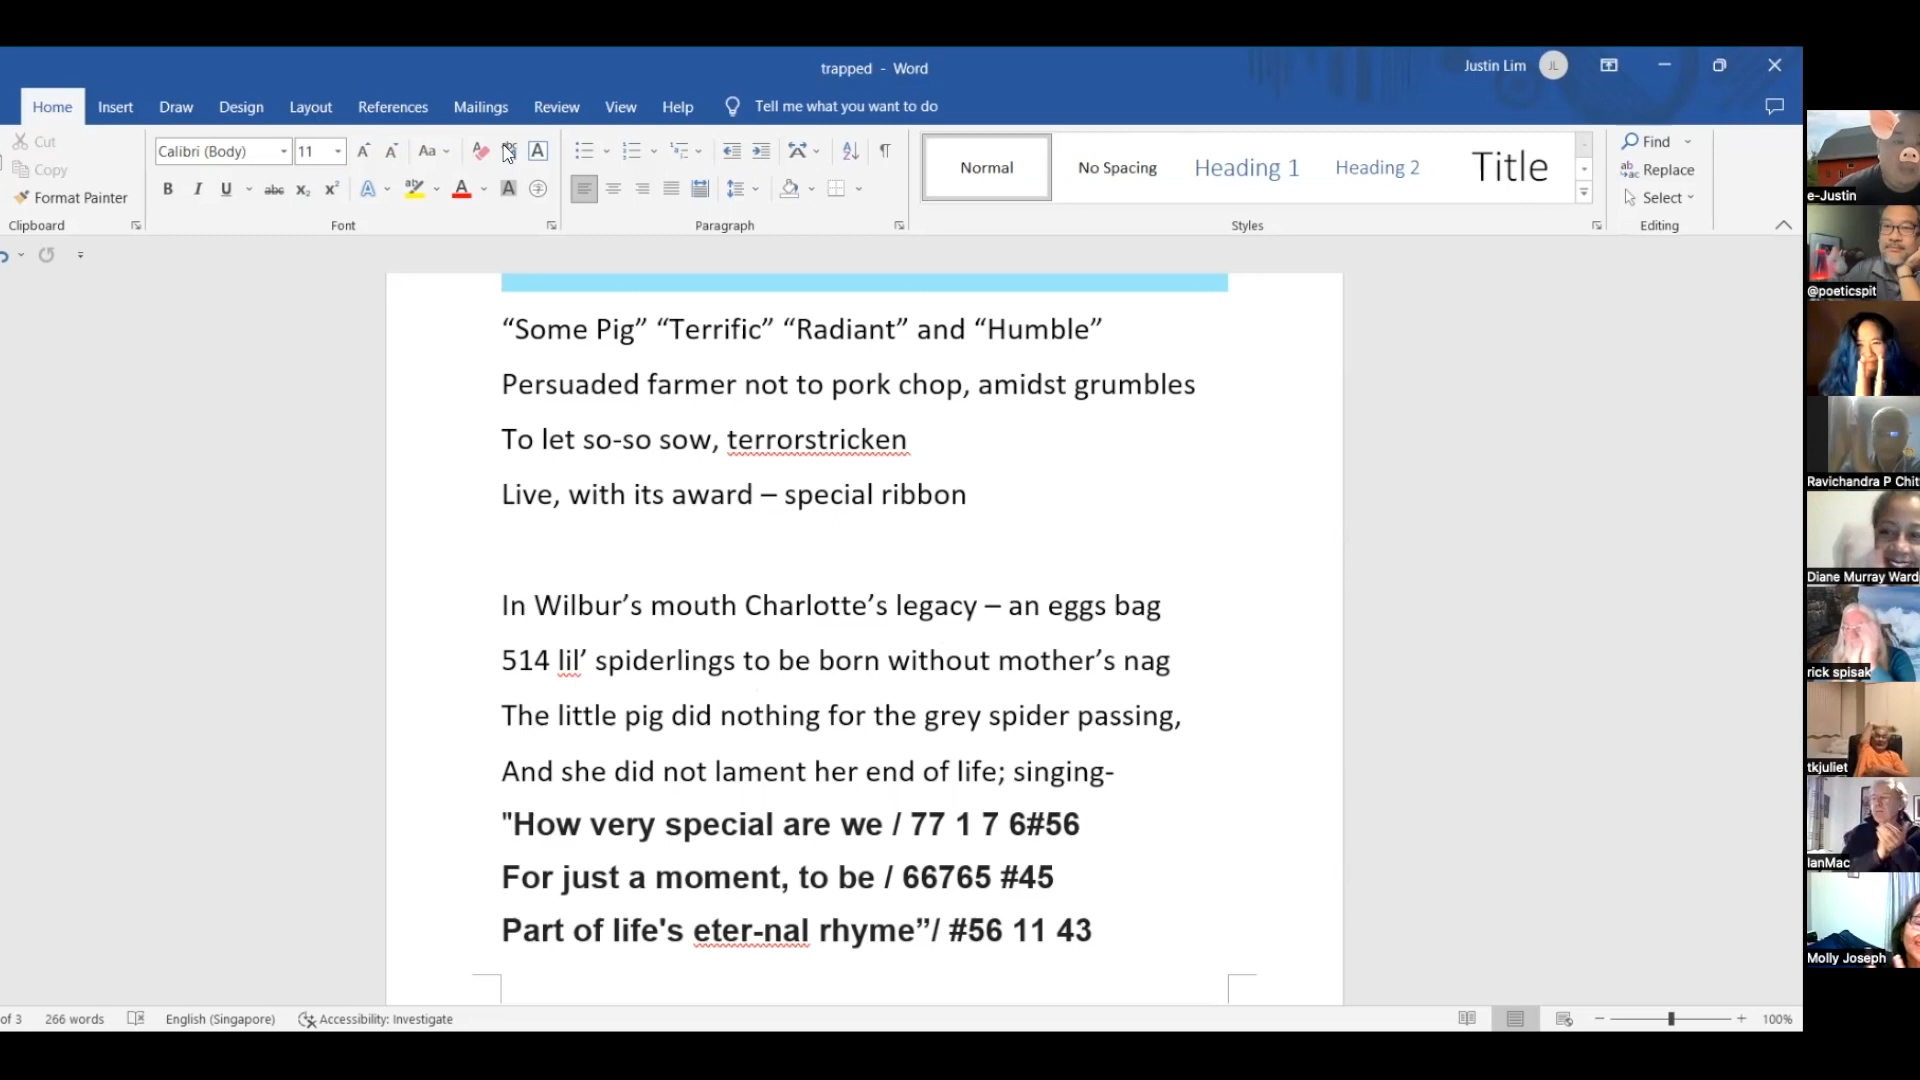 trapped - Word
Justin Lim
JL
Home
Insert
Draw
Design
Layout
References
Mailings
Review
View
Help
Tell me what you want to do
Cut
Copy
Format Painter
Clipboard
Calibri (Body)
11
Font
Paragraph
Normal
No Spacing
Heading 1
Heading 2
Title
Styles
Find
Replace
Select
Editing
“Some Pig” “Terrific” “Radiant” and “Humble”
Persuaded farmer not to pork chop, amidst grumbles
To let so-so sow, terrorstricken
Live, with its award – special ribbon
In Wilbur’s mouth Charlotte’s legacy – an eggs bag
514 lil’ spiderlings to be born without mother’s nag
The little pig did nothing for the grey spider passing,
And she did not lament her end of life; singing-
"How very special are we / 77 1 7 6#56
For just a moment, to be / 66765 #45
Part of life's eter-nal rhyme”/ #56 11 43
of 3
266 words
English (Singapore)
Accessibility: Investigate
100%
e-Justin
@poeticspit
Ravichandra P Chit
Diane Murray Ward
rick spisak
tkjuliet
IanMac
Molly Joseph